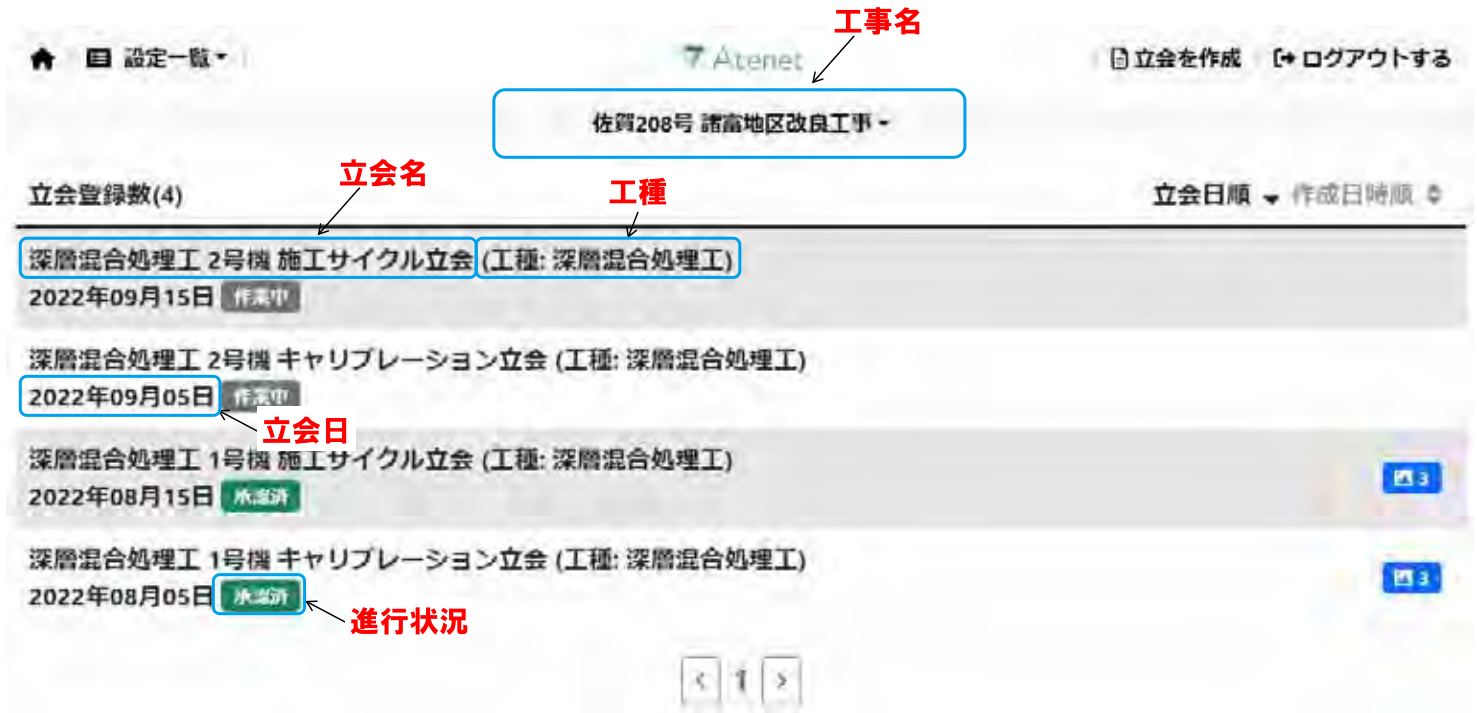 工事名
設定一覧
Atenet
立会を作成 ログアウトする
佐賀208号 諸富地区改良工事
立会名
工種
立会登録数(4)
立会日順 作成日時順
深層混合処理工 2号機 施工サイクル立会 (工種: 深層混合処理工)
2022年09月15日 作業中
深層混合処理工 2号機 キャリブレーション立会 (工種: 深層混合処理工)
2022年09月05日 作業中
立会日
深層混合処理工 1号機 施工サイクル立会 (工種: 深層混合処理工)
2022年08月15日 承認済
3
深層混合処理工 1号機 キャリブレーション立会 (工種: 深層混合処理工)
2022年08月05日 承認済
3
進行状況
< 1 >